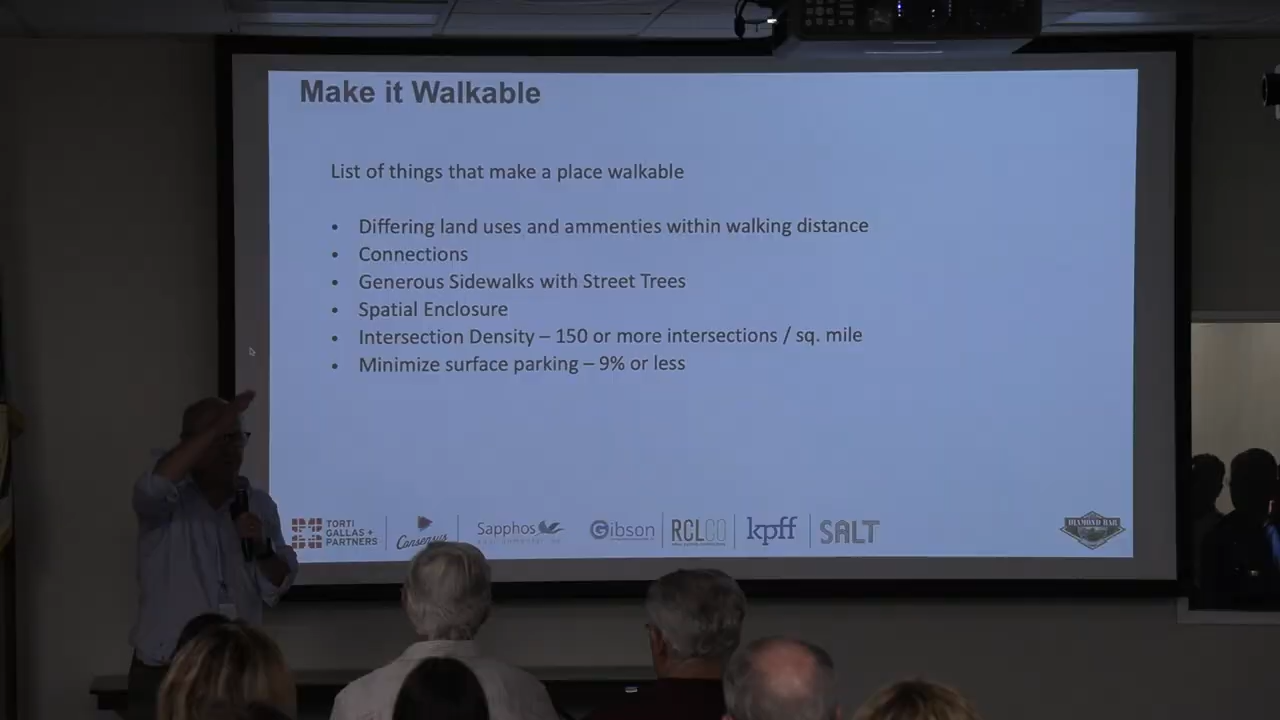 Make it Walkable
List of things that make a place walkable
• Differing land uses and ammenties within walking distance
• Connections
• Generous Sidewalks with Street Trees
• Spatial Enclosure
• Intersection Density – 150 or more intersections / sq. mile
• Minimize surface parking – 9% or less
TORTI
GALLAS +
PARTNERS
Consensus
Sapphos
Gibson
RCLCO
kpff
SALT
DIAMOND BAR